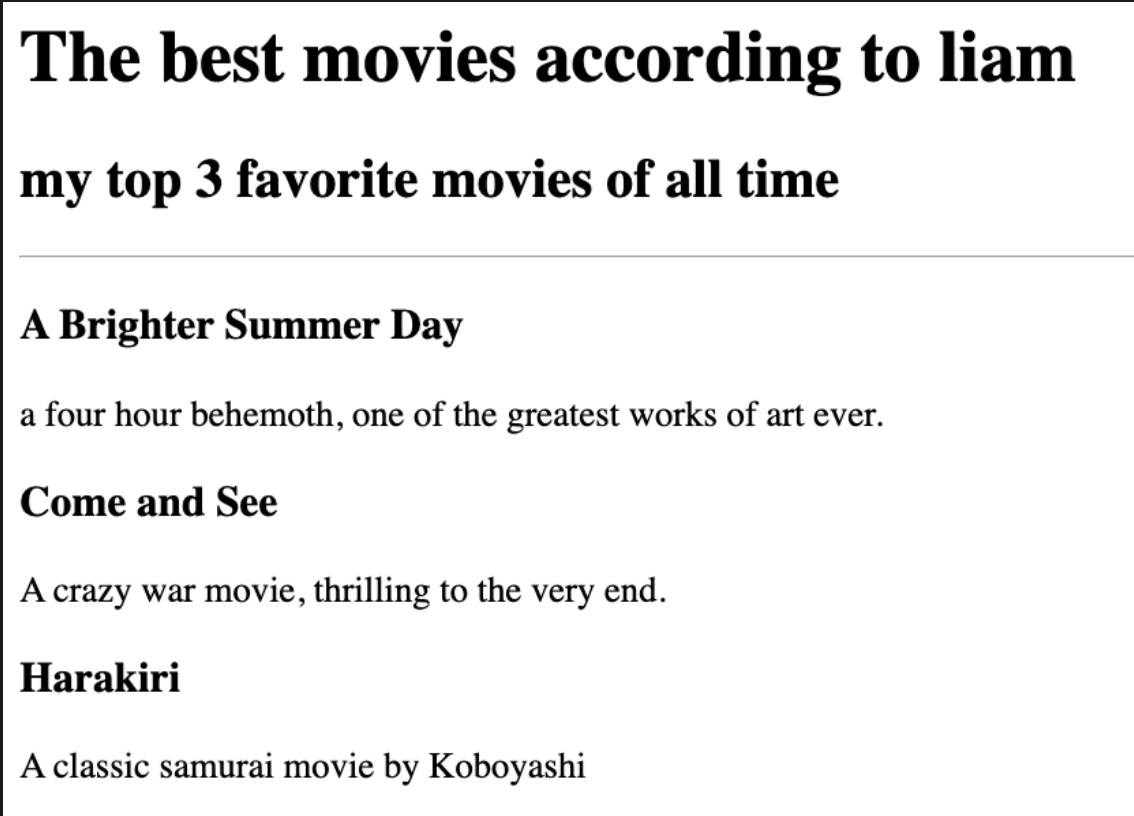 The best movies according to liam
my top 3 favorite movies of all time
A Brighter Summer Day
a four hour behemoth, one of the greatest works of art ever.
Come and See
A crazy war movie, thrilling to the very end.
Harakiri
A classic samurai movie by Koboyashi